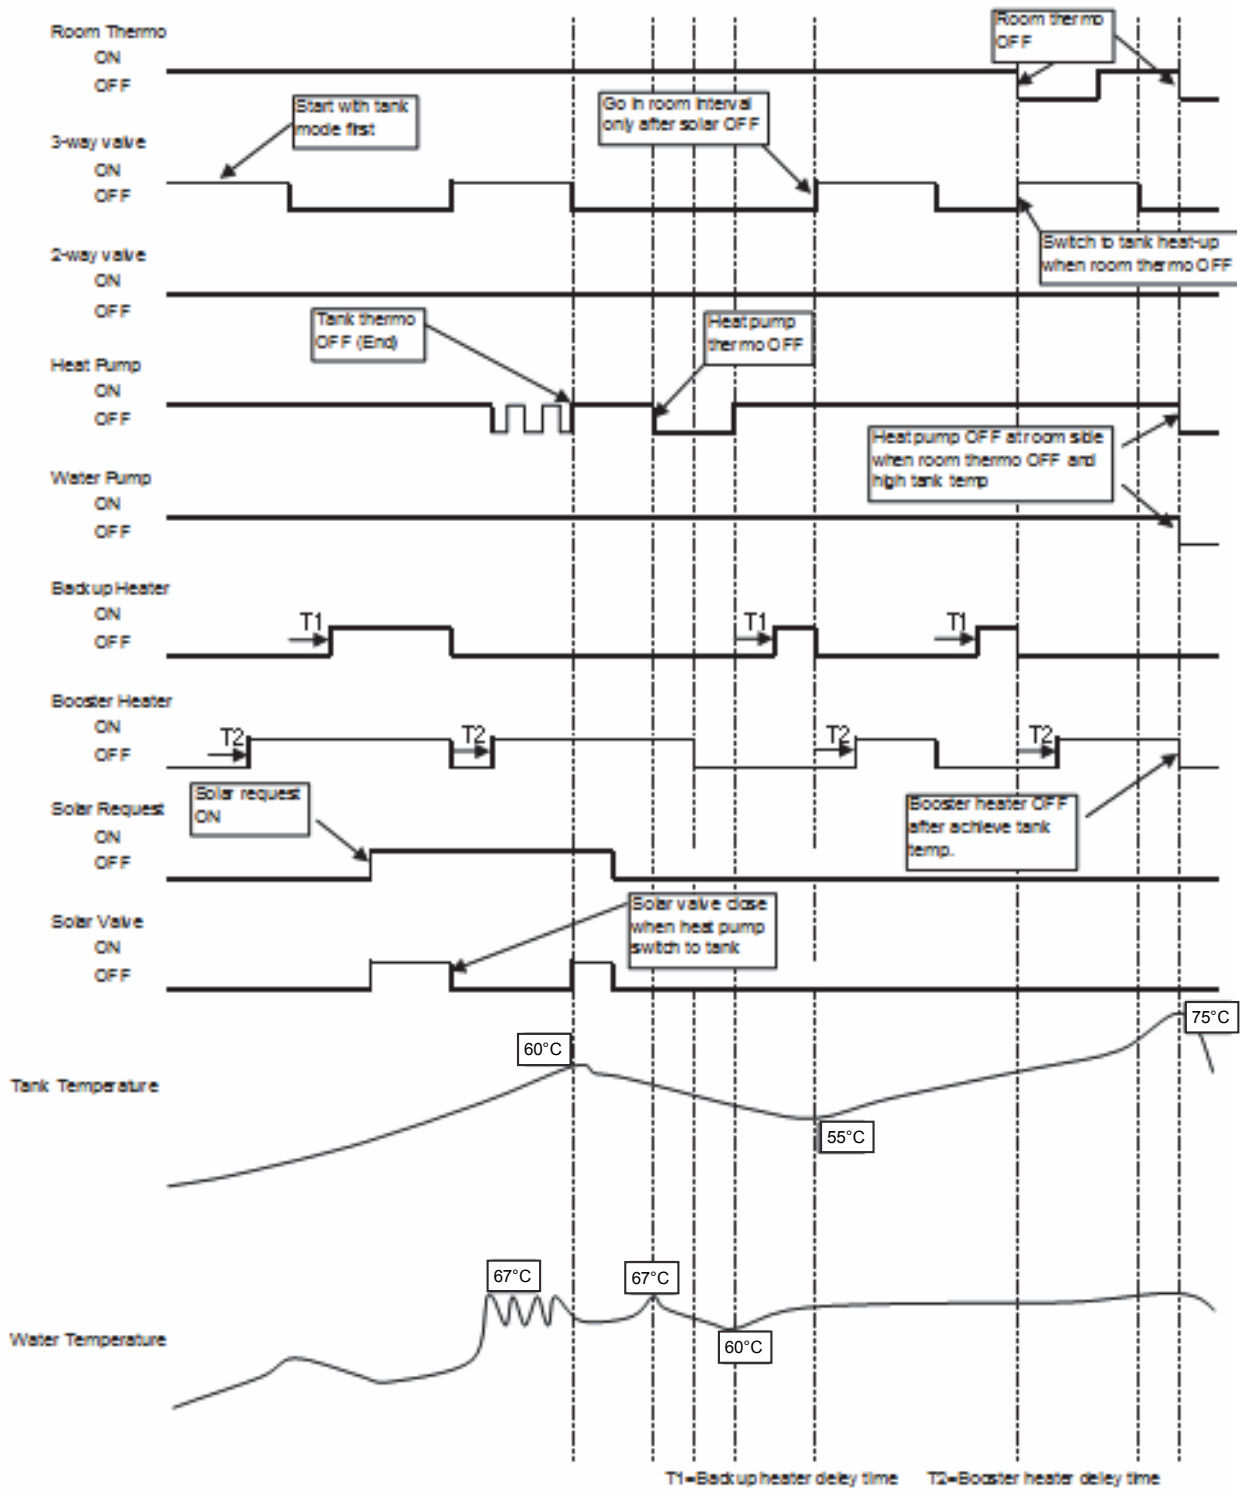 Room Thermo
ON
OFF
Room thermo
OFF
Start with tank
mode first
Go in room interval
only after solar OFF
3-way valve
ON
OFF
Switch to tank heat-up
when room thermo OFF
2-way valve
ON
OFF
Tank thermo
OFF (End)
Heat pump
thermo OFF
Heat Pump
ON
OFF
Heat pump OFF at room side
when room thermo OFF and
high tank temp
Water Pump
ON
OFF
Backup Heater
ON
OFF
T1
T1
T1
Booster Heater
ON
OFF
T2
T2
T2
T2
Solar request
ON
Booster heater OFF
after achieve tank
temp.
Solar Request
ON
OFF
Solar valve close
when heat pump
switch to tank
Solar Valve
ON
OFF
75°C
60°C
Tank Temperature
55°C
67°C
67°C
Water Temperature
60°C
T1=Backup heater deley time
T2=Booster heater deley time